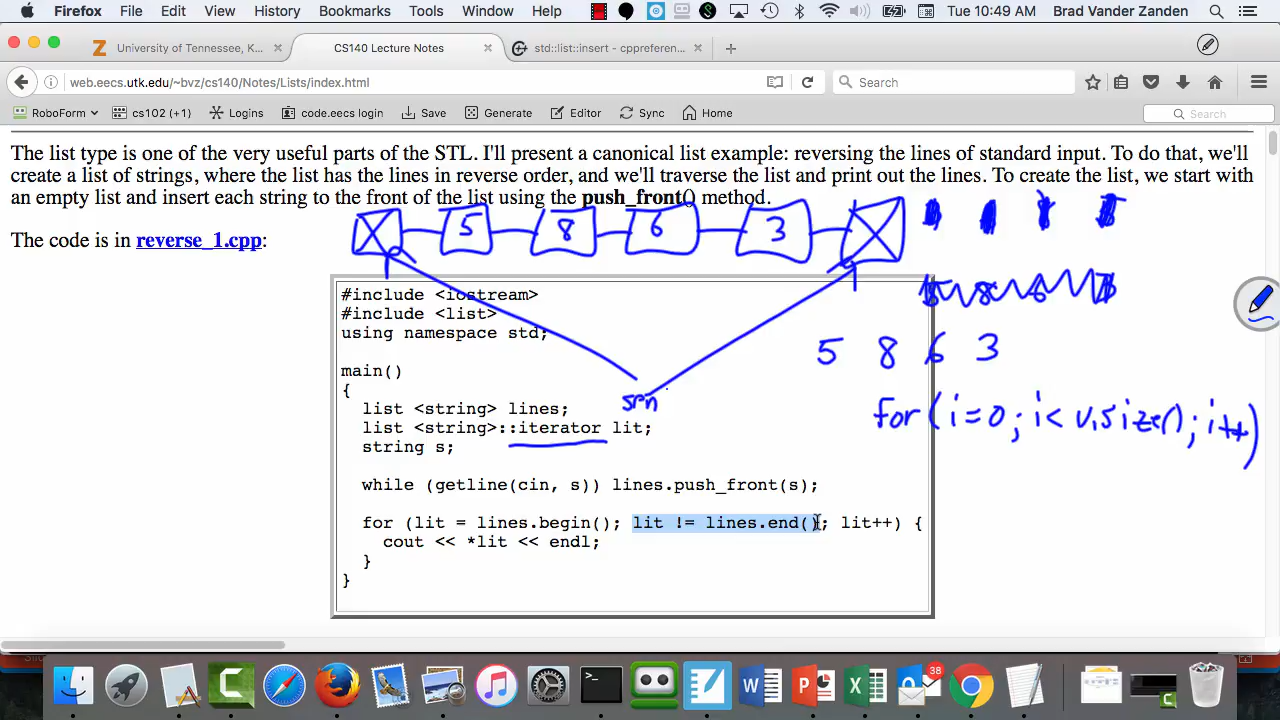 Firefox File Edit View History Bookmarks Tools Window Help Tue 10:49 AM Brad Vander Zanden
University of Tennessee, K... CS140 Lecture Notes std::list::insert - cppreferen...
web.eecs.utk.edu/~bvz/cs140/Notes/Lists/index.html Search
RoboForm cs102 (+1) Logins code.eecs login Save Generate Editor Sync Home Search
The list type is one of the very useful parts of the STL. I'll present a canonical list example: reversing the lines of standard input. To do that, we'll
create a list of strings, where the list has the lines in reverse order, and we'll traverse the list and print out the lines. To create the list, we start with
an empty list and insert each string to the front of the list using the push_front() method.
5 8 6 3
The code is in reverse_1.cpp:
#include <iostream>
#include <list>
using namespace std;
5 8 6 3
main()
{
list <string> lines;
list <string>::iterator lit;
string s;
for (i=0; i< v.size(); i++)
while (getline(cin, s)) lines.push_front(s);
for (lit = lines.begin(); lit != lines.end(); lit++) {
cout << *lit << endl;
}
}
38